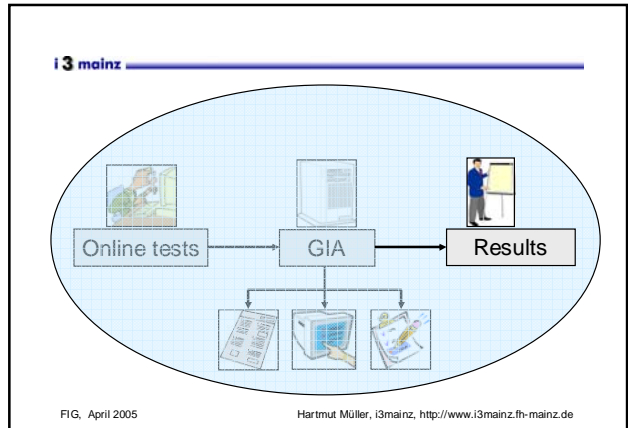 i3 mainz
Online tests
GIA
Results
FIG, April 2005
Hartmut Müller, i3mainz, http://www.i3mainz.fh-mainz.de